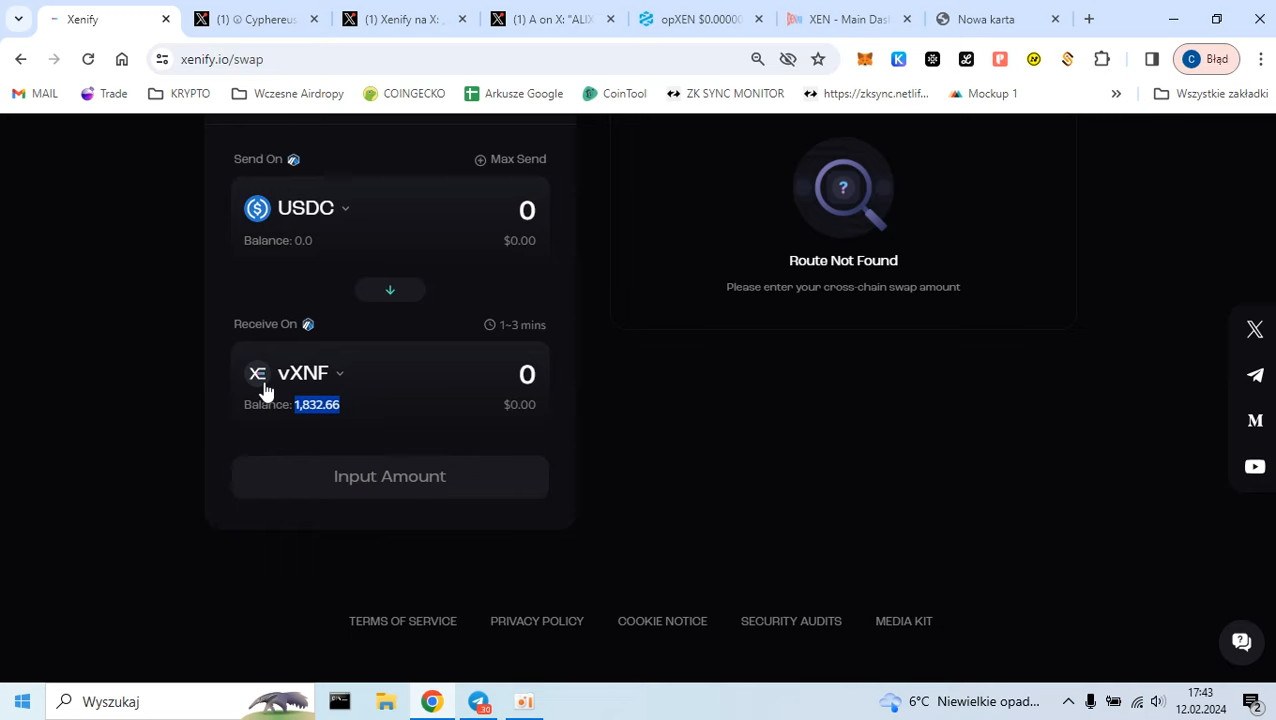 Xenify
(1) Cyphereus
(1) Xenify na X:
(1) A on X: "ALIX
opXEN $0.00000
XEN - Main Das
Nowa karta
xenify.io/swap
C Błąd
MAIL
Trade
KRYPTO
Wczesne Airdropy
COINGECKO
Arkusze Google
CoinTool
ZK SYNC MONITOR
https://zksync.netlif...
Mockup 1
Wszystkie zakładki
Send On
Max Send
USDC
0
Balance: 0.0
$0.00
Receive On
1~3 mins
vXNF
0
Balance: 1,832.66
$0.00
Input Amount
?
Route Not Found
Please enter your cross-chain swap amount
TERMS OF SERVICE
PRIVACY POLICY
COOKIE NOTICE
SECURITY AUDITS
MEDIA KIT
Wyszukaj
30
6°C Niewielkie opad...
17:43
12.02.2024
2